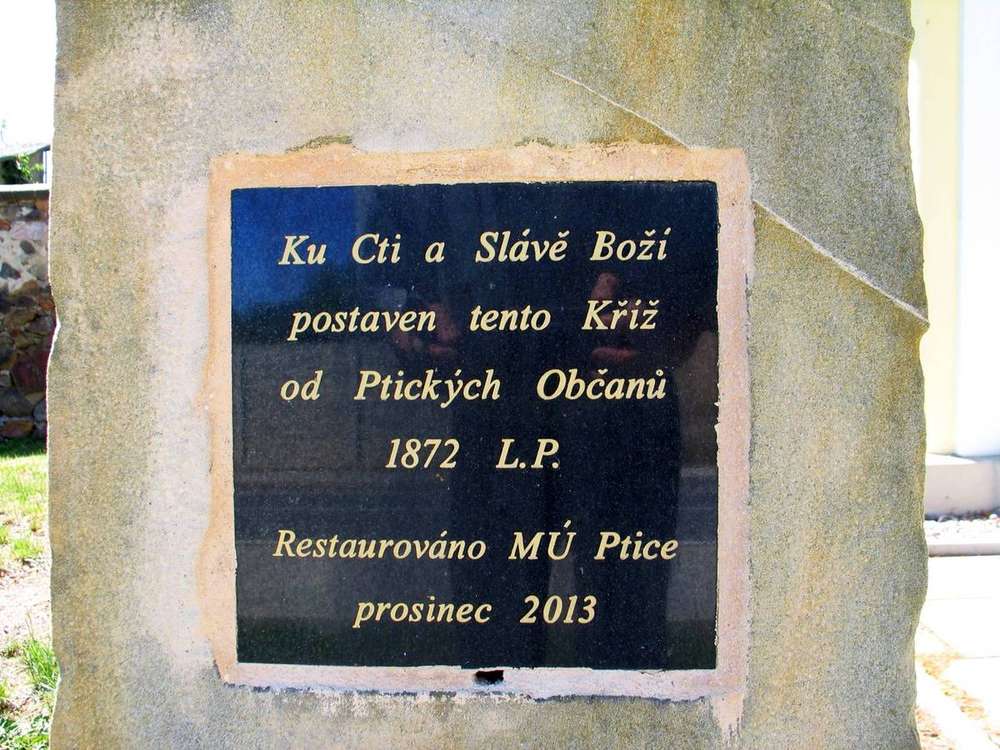 Ku Cti a Slávě Boží
postaven tento Kříž
od Ptických Občanů
1872 L.P.
Restaurováno MÚ Ptice
prosinec 2013